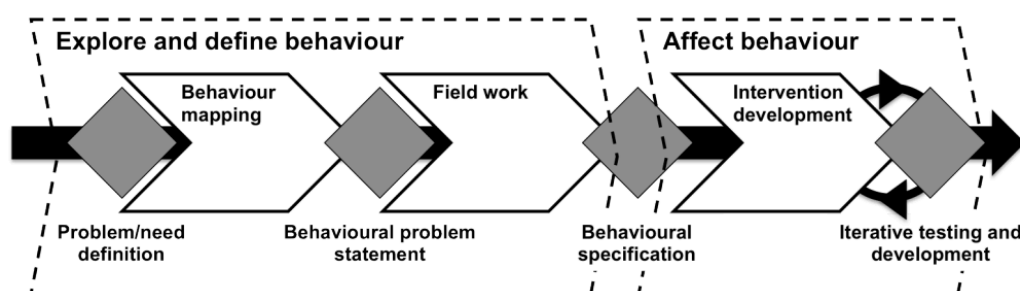 Explore and define behaviour
Affect behaviour
Behaviour
mapping
Field work
Intervention
development
Problem/need
definition
Behavioural problem
statement
Behavioural
specification
Iterative testing and
development